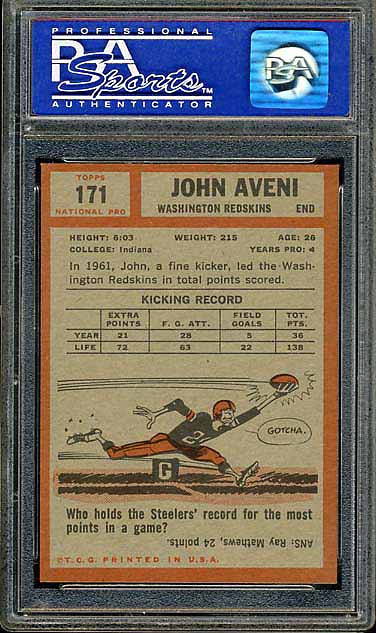 PROFESSIONAL
PSA
Sports™
AUTHENTICATOR
PSA
TOPPS
171
NATIONAL PRO
JOHN AVENI
WASHINGTON REDSKINS END
HEIGHT: 6:03 WEIGHT: 215 AGE: 26
COLLEGE: Indiana YEARS PRO: 4
In 1961, John, a fine kicker, led the Wash-
ington Redskins in total points scored.
KICKING RECORD
EXTRA POINTS F. G. ATT. FIELD GOALS TOT. PTS.
YEAR 21 28 5 36
LIFE 72 63 22 138
GOTCHA.
G
Who holds the Steelers' record for the most
points in a game?
ANS: Ray Mathews, 24 points.
©T.C.G. PRINTED IN U.S.A.